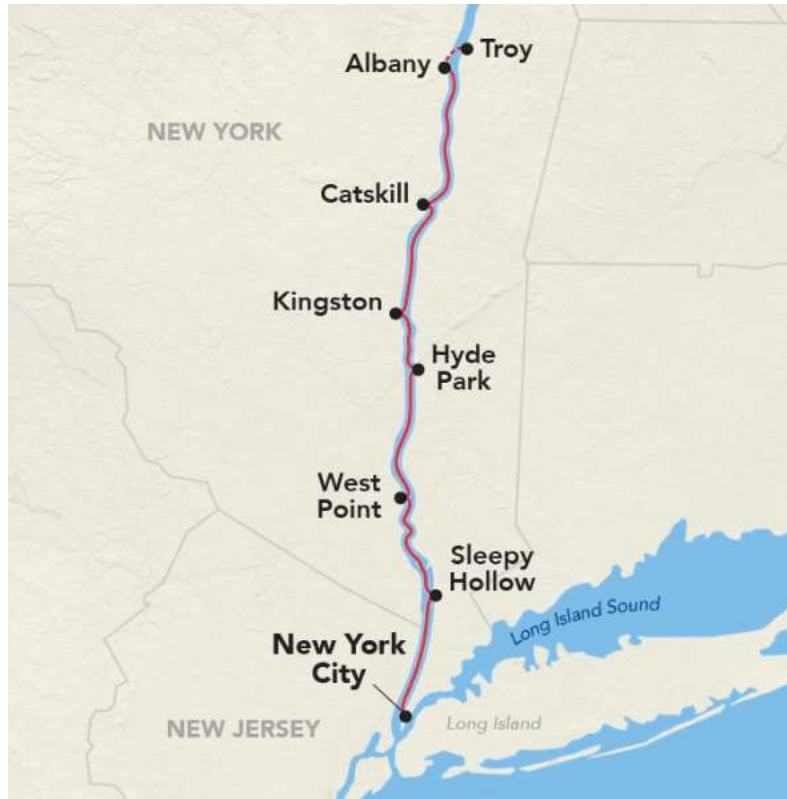 Troy
Albany
NEW YORK
Catskill
Kingston
Hyde
Park
West
Point
Sleepy
Hollow
Long Island Sound
New York
City
NEW JERSEY
Long Island